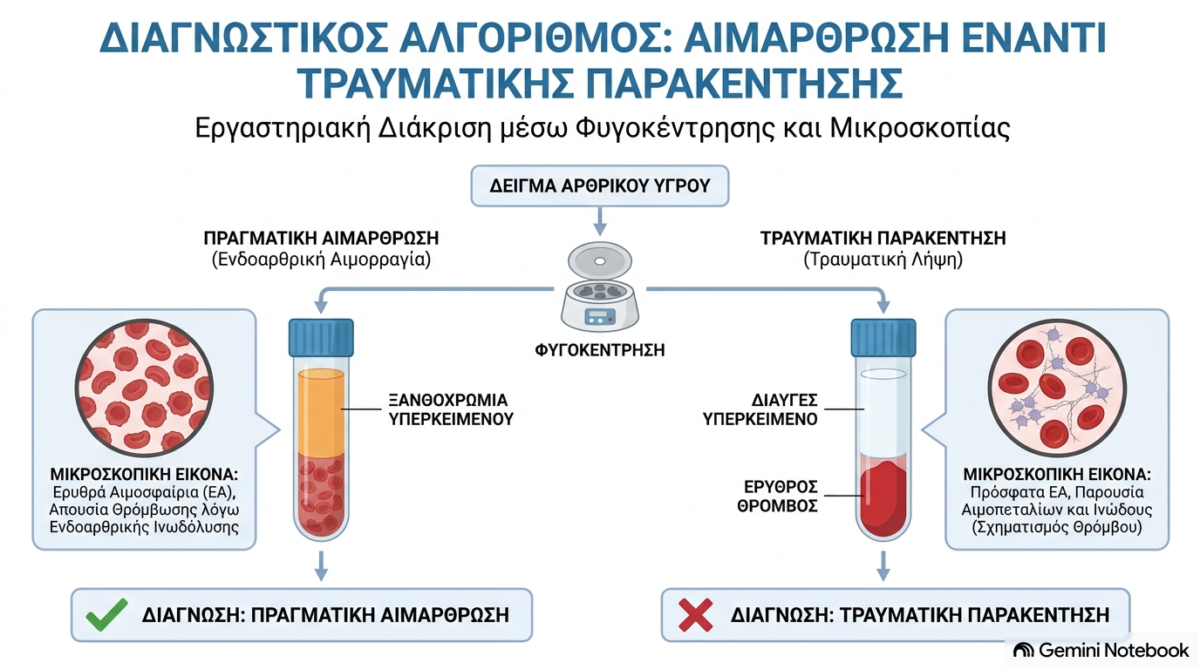 ΔΙΑΓΝΩΣΤΙΚΟΣ ΑΛΓΟΡΙΘΜΟΣ: ΑΙΜΑΡΘΡΩΣΗ ΕΝΑΝΤΙ
ΤΡΑΥΜΑΤΙΚΗΣ ΠΑΡΑΚΕΝΤΗΣΗΣ
Εργαστηριακή Διάκριση μέσω Φυγοκέντρησης και Μικροσκοπίας
ΔΕΙΓΜΑ ΑΡΘΡΙΚΟΥ ΥΓΡΟΥ
ΠΡΑΓΜΑΤΙΚΗ ΑΙΜΑΡΘΡΩΣΗ
(Ενδοαρθρική Αιμορραγία)
ΤΡΑΥΜΑΤΙΚΗ ΠΑΡΑΚΕΝΤΗΣΗ
(Τραυματική Λήψη)
ΦΥΓΟΚΕΝΤΡΗΣΗ
ΞΑΝΘΟΧΡΩΜΙΑ
ΥΠΕΡΚΕΙΜΕΝΟΥ
ΔΙΑΥΓΕΣ
ΥΠΕΡΚΕΙΜΕΝΟ
ΕΡΥΘΡΟΣ
ΘΡΟΜΒΟΣ
ΜΙΚΡΟΣΚΟΠΙΚΗ ΕΙΚΟΝΑ:
Ερυθρά Αιμοσφαίρια (ΕΑ),
Απουσία Θρόμβωσης λόγω
Ενδοαρθρικής Ινωδόλυσης
ΜΙΚΡΟΣΚΟΠΙΚΗ ΕΙΚΟΝΑ:
Πρόσφατα ΕΑ, Παρουσία
Αιμοπεταλίων και Ινώδους
(Σχηματισμός Θρόμβου)
ΔΙΑΓΝΩΣΗ: ΠΡΑΓΜΑΤΙΚΗ ΑΙΜΑΡΘΡΩΣΗ
ΔΙΑΓΝΩΣΗ: ΤΡΑΥΜΑΤΙΚΗ ΠΑΡΑΚΕΝΤΗΣΗ
Gemini Notebook